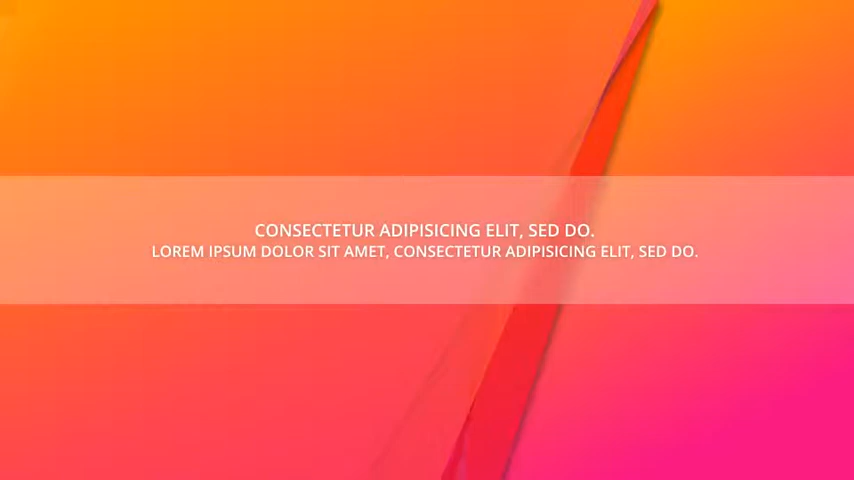 CONSECTETUR ADIPISICING ELIT, SED DO.
LOREM IPSUM DOLOR SIT AMET, CONSECTETUR ADIPISICING ELIT, SED DO.